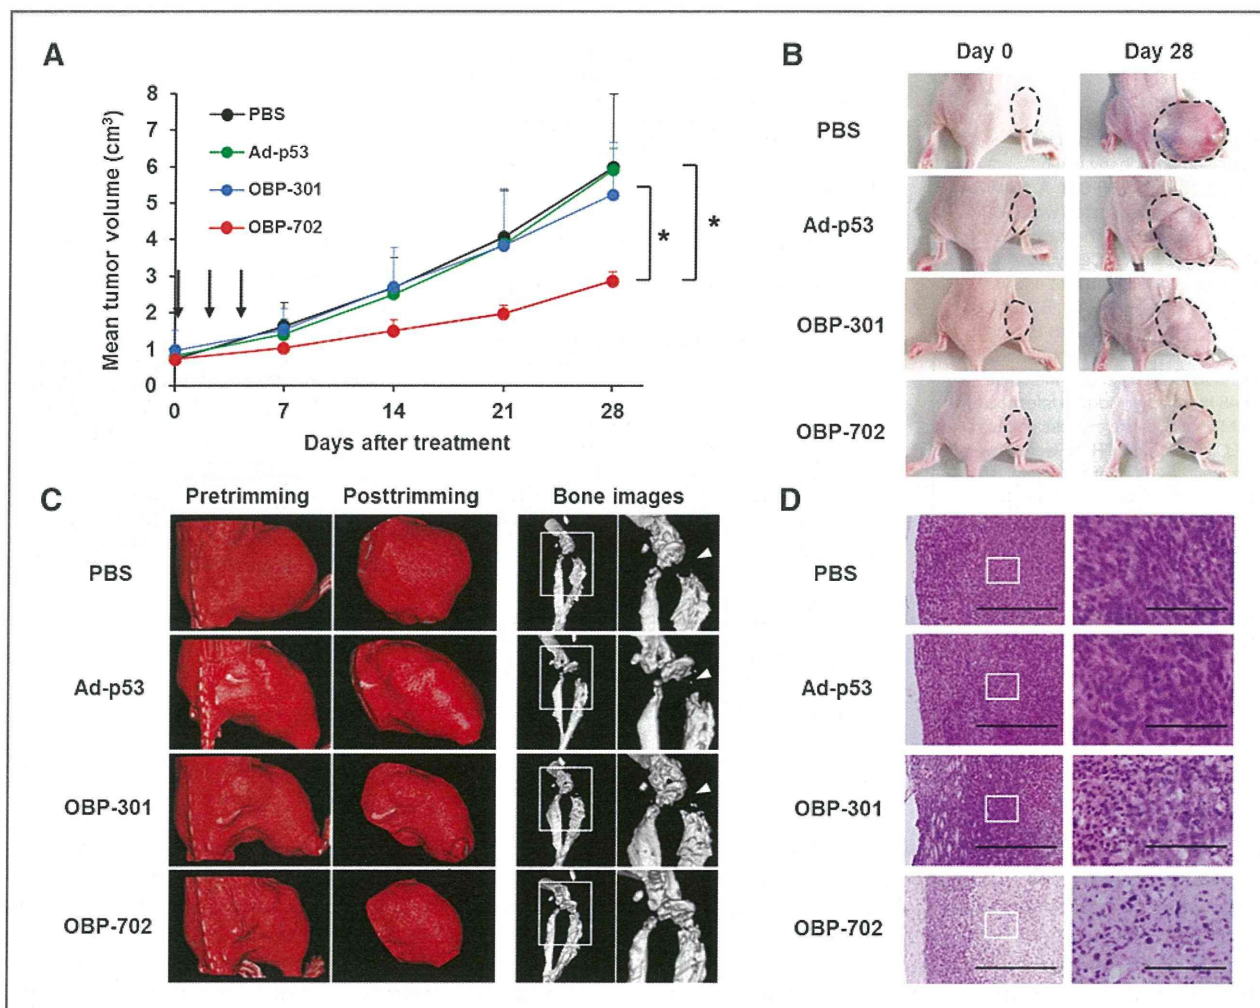 A
8
7
6
5
4
3
2
1
0
Mean tumor volume (cm³)
PBS
Ad-p53
OBP-301
OBP-702
*
*
0 7 14 21 28
Days after treatment
B
Day 0 Day 28
PBS
Ad-p53
OBP-301
OBP-702
C
Pretrimming Posttrimming Bone images
PBS
Ad-p53
OBP-301
OBP-702
D
PBS
Ad-p53
OBP-301
OBP-702